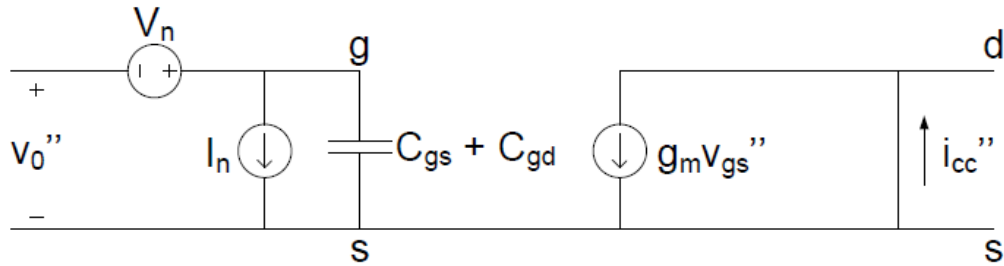 Vn
g
d
+
v0''
−
− +
In
Cgs + Cgd
gmvgs''
icc''
s
s